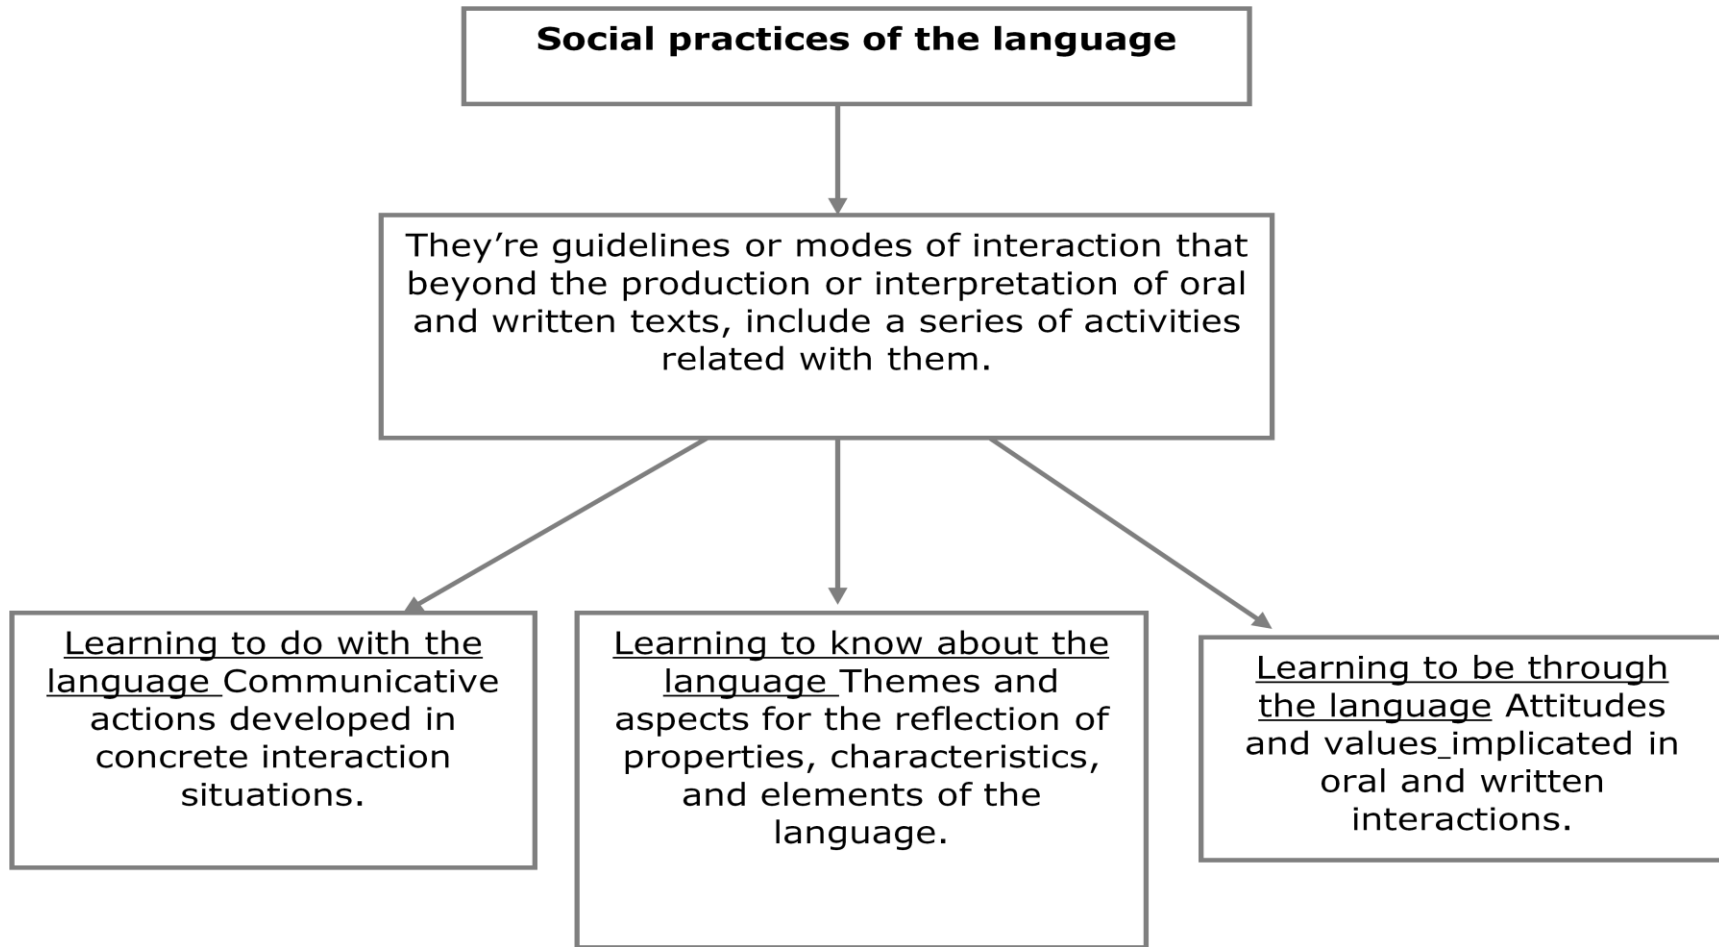 Social practices of the language
They’re guidelines or modes of interaction that
beyond the production or interpretation of oral
and written texts, include a series of activities
related with them.
Learning to do with the
language Communicative
actions developed in
concrete interaction
situations.
Learning to know about the
language Themes and
aspects for the reflection of
properties, characteristics,
and elements of the
language.
Learning to be through
the language Attitudes
and values implicated in
oral and written
interactions.